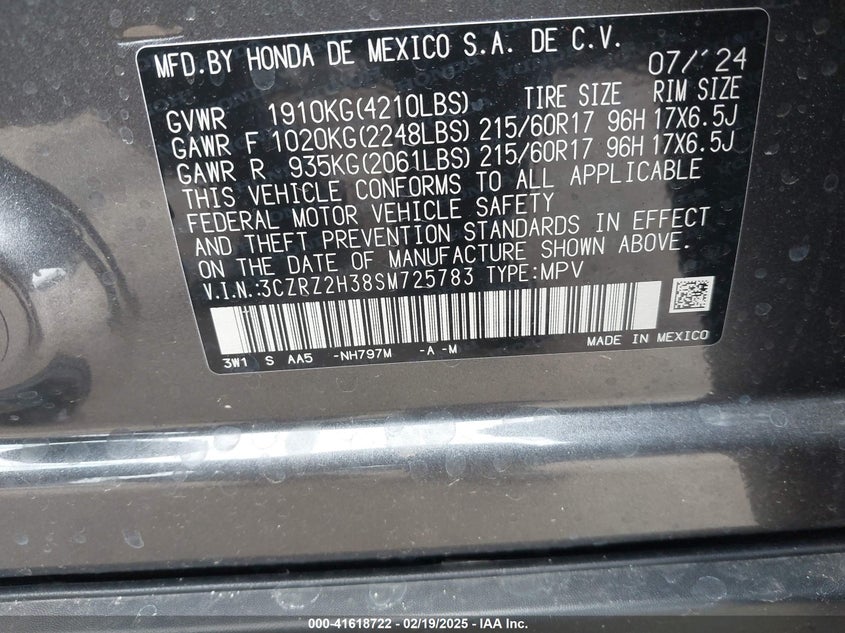 MFD.BY HONDA DE MEXICO S.A. DE C.V.
07/'24
TIRE SIZE RIM SIZE
GVWR 1910KG(4210LBS)
GAWR F 1020KG(2248LBS) 215/60R17 96H 17X6.5J
GAWR R 935KG(2061LBS) 215/60R17 96H 17X6.5J
THIS VEHICLE CONFORMS TO ALL APPLICABLE
FEDERAL MOTOR VEHICLE SAFETY
AND THEFT PREVENTION STANDARDS IN EFFECT
ON THE DATE OF MANUFACTURE SHOWN ABOVE.
V.I.N.:3CZRZ2H38SM725783 TYPE:MPV
3W1 S AA5 -NH797M -A -M
MADE IN MEXICO
000-41618722 - 02/19/2025 - IAA Inc.